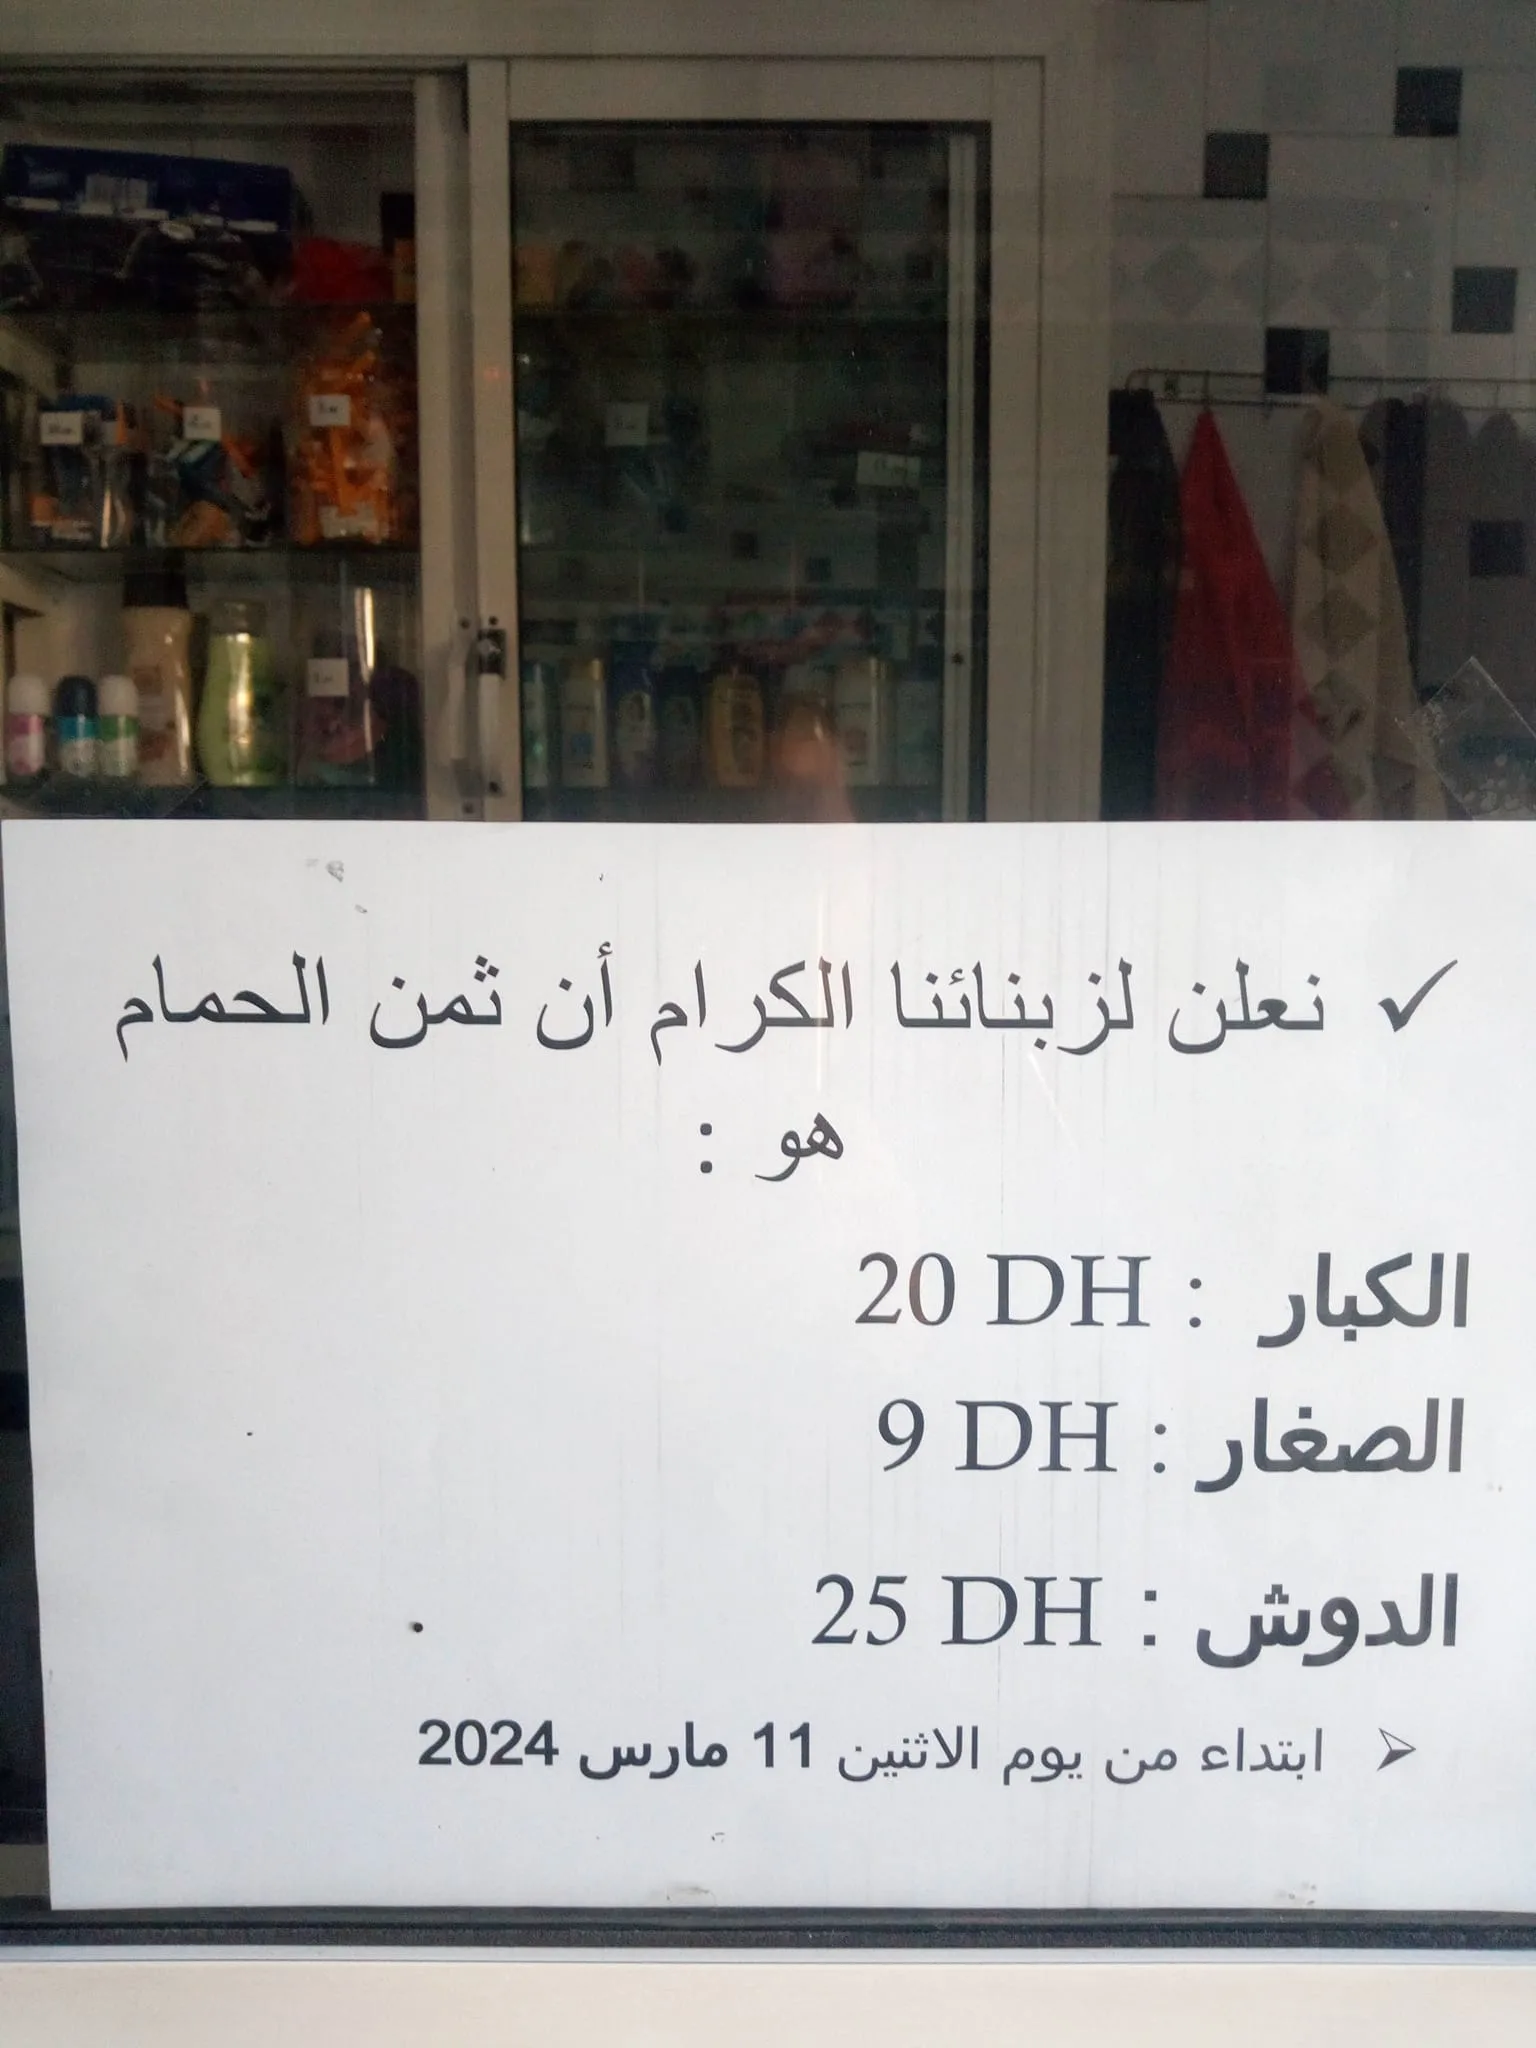 ✓ نعلن لزبنائنا الكرام أن ثمن الحمام
هو :
الكبار : 20 DH
الصغار : 9 DH
الدوش : 25 DH
➢ ابتداء من يوم الاثنين 11 مارس 2024